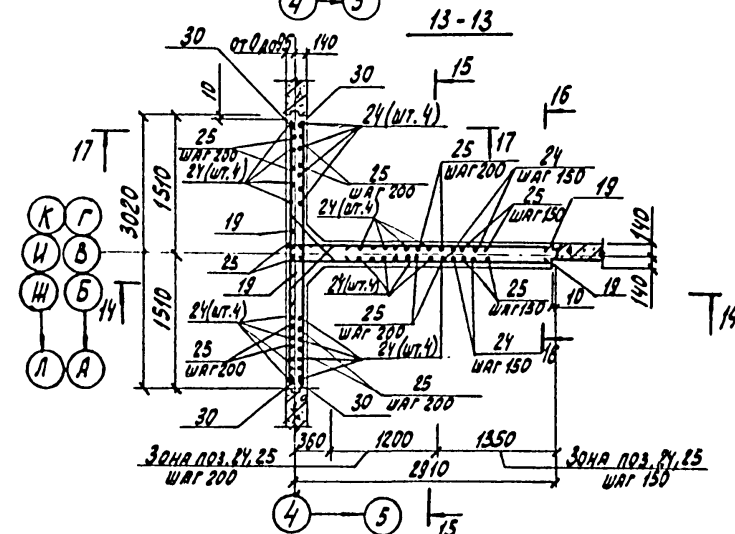 4 5
13-13
30
от 0 до 95
140
30
15
16
10
24 (шт. 4)
17
25
шаг 200
24 (шт. 4)
25
шаг 200
17
25
шаг 200
24
шаг 150
25
шаг 150
19
3020
1510
1510
19
24 (шт. 4)
140
140
К Г
И В
Ж Б
Л А
25
19
24 (шт. 4)
25
шаг 150
10
19
14
14
24 (шт. 4)
25
шаг 200
25
шаг 200
24 (шт. 4)
24
шаг 150
16
25
шаг 200
30
30
360
1200
1350
Зона поз. 24, 25
шаг 200
2910
Зона поз. 24, 25
шаг 150
4 5
15